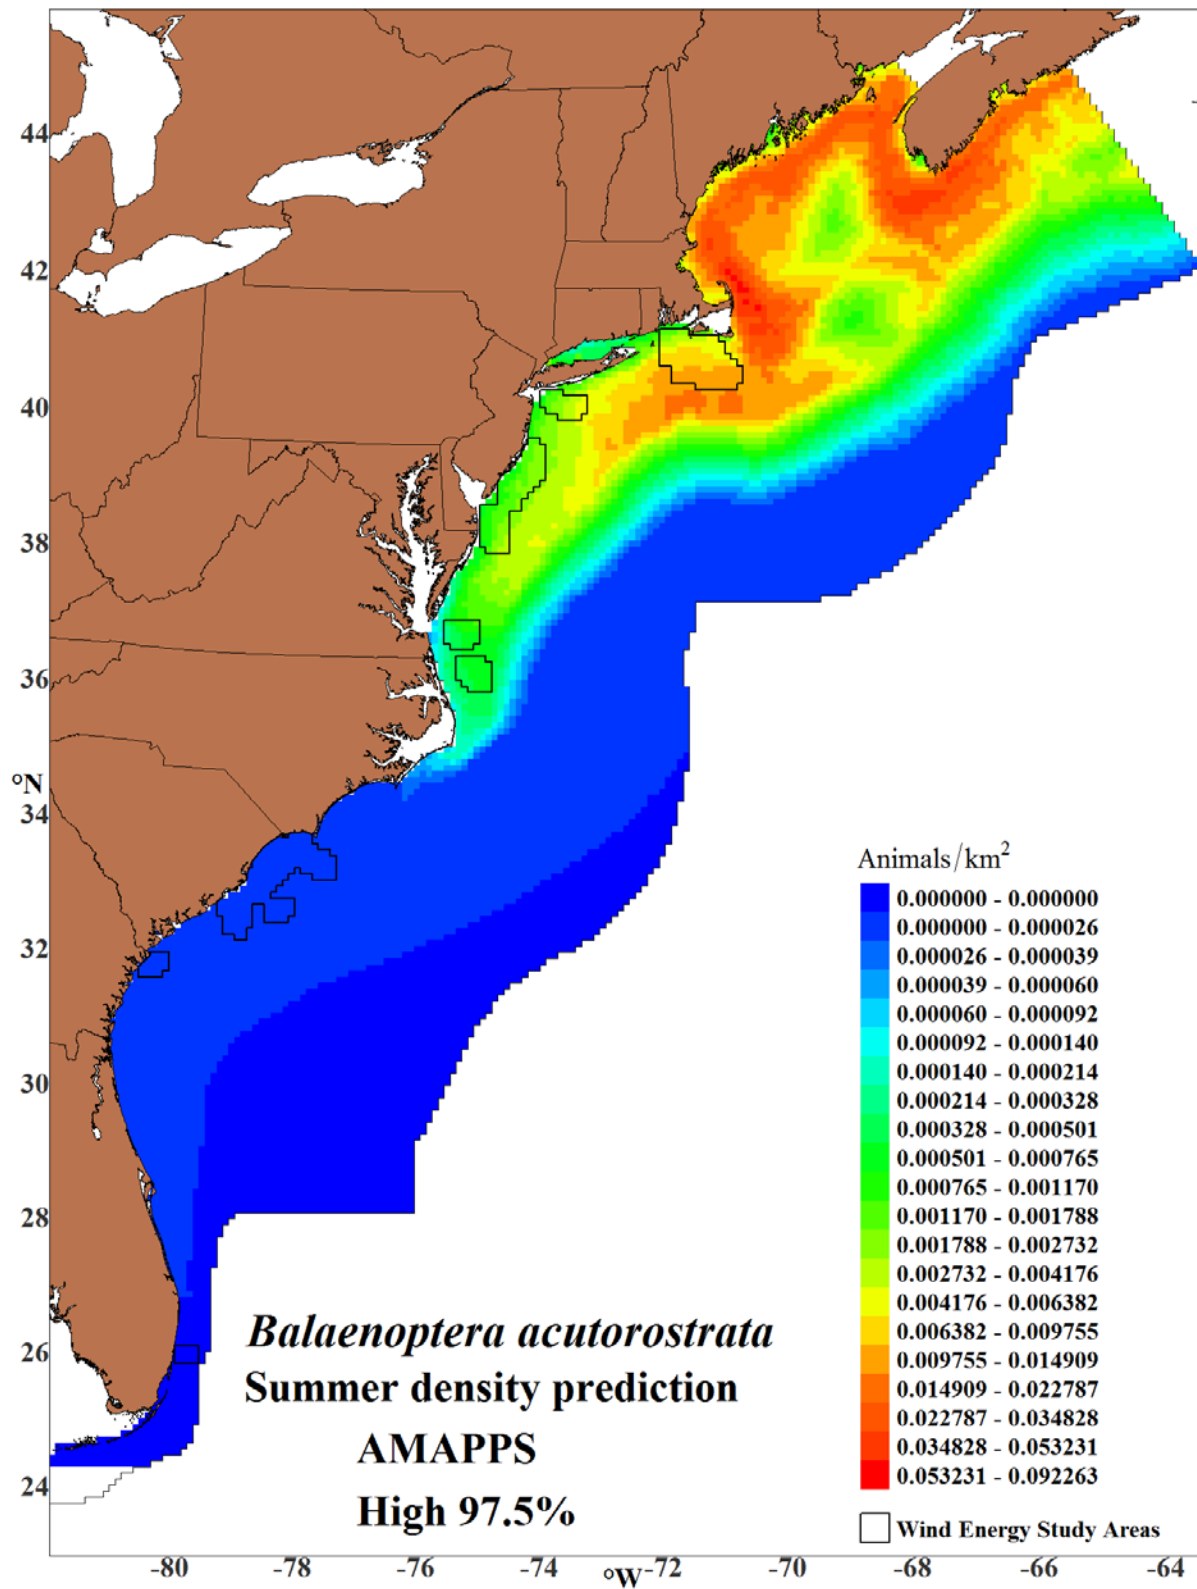 44
42
40
38
36
°N
34
32
30
28
26
24
Animals/km²
0.000000 - 0.000000
0.000000 - 0.000026
0.000026 - 0.000039
0.000039 - 0.000060
0.000060 - 0.000092
0.000092 - 0.000140
0.000140 - 0.000214
0.000214 - 0.000328
0.000328 - 0.000501
0.000501 - 0.000765
0.000765 - 0.001170
0.001170 - 0.001788
0.001788 - 0.002732
0.002732 - 0.004176
0.004176 - 0.006382
0.006382 - 0.009755
0.009755 - 0.014909
0.014909 - 0.022787
0.022787 - 0.034828
0.034828 - 0.053231
0.053231 - 0.092263
Wind Energy Study Areas
Balaenoptera acutorostrata
Summer density prediction
AMAPPS
High 97.5%
-80 -78 -76 -74 °W -72 -70 -68 -66 -64